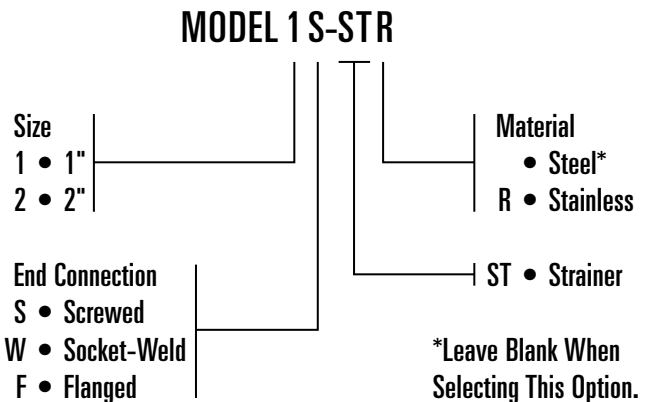 MODEL 1 S-ST R
Size
1 • 1"
2 • 2"
End Connection
S • Screwed
W • Socket-Weld
F • Flanged
Material
• Steel*
R • Stainless
ST • Strainer
*Leave Blank When
Selecting This Option.